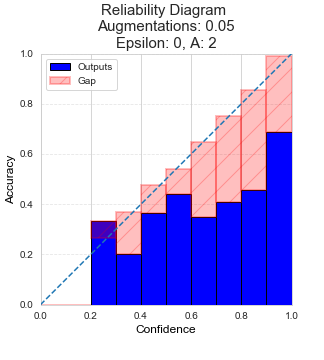 Reliability Diagram
Augmentations: 0.05
Epsilon: 0, A: 2
1.0
0.8
0.6
0.4
0.2
0.0
Outputs
Gap
Accuracy
0.0 0.2 0.4 0.6 0.8 1.0
Confidence